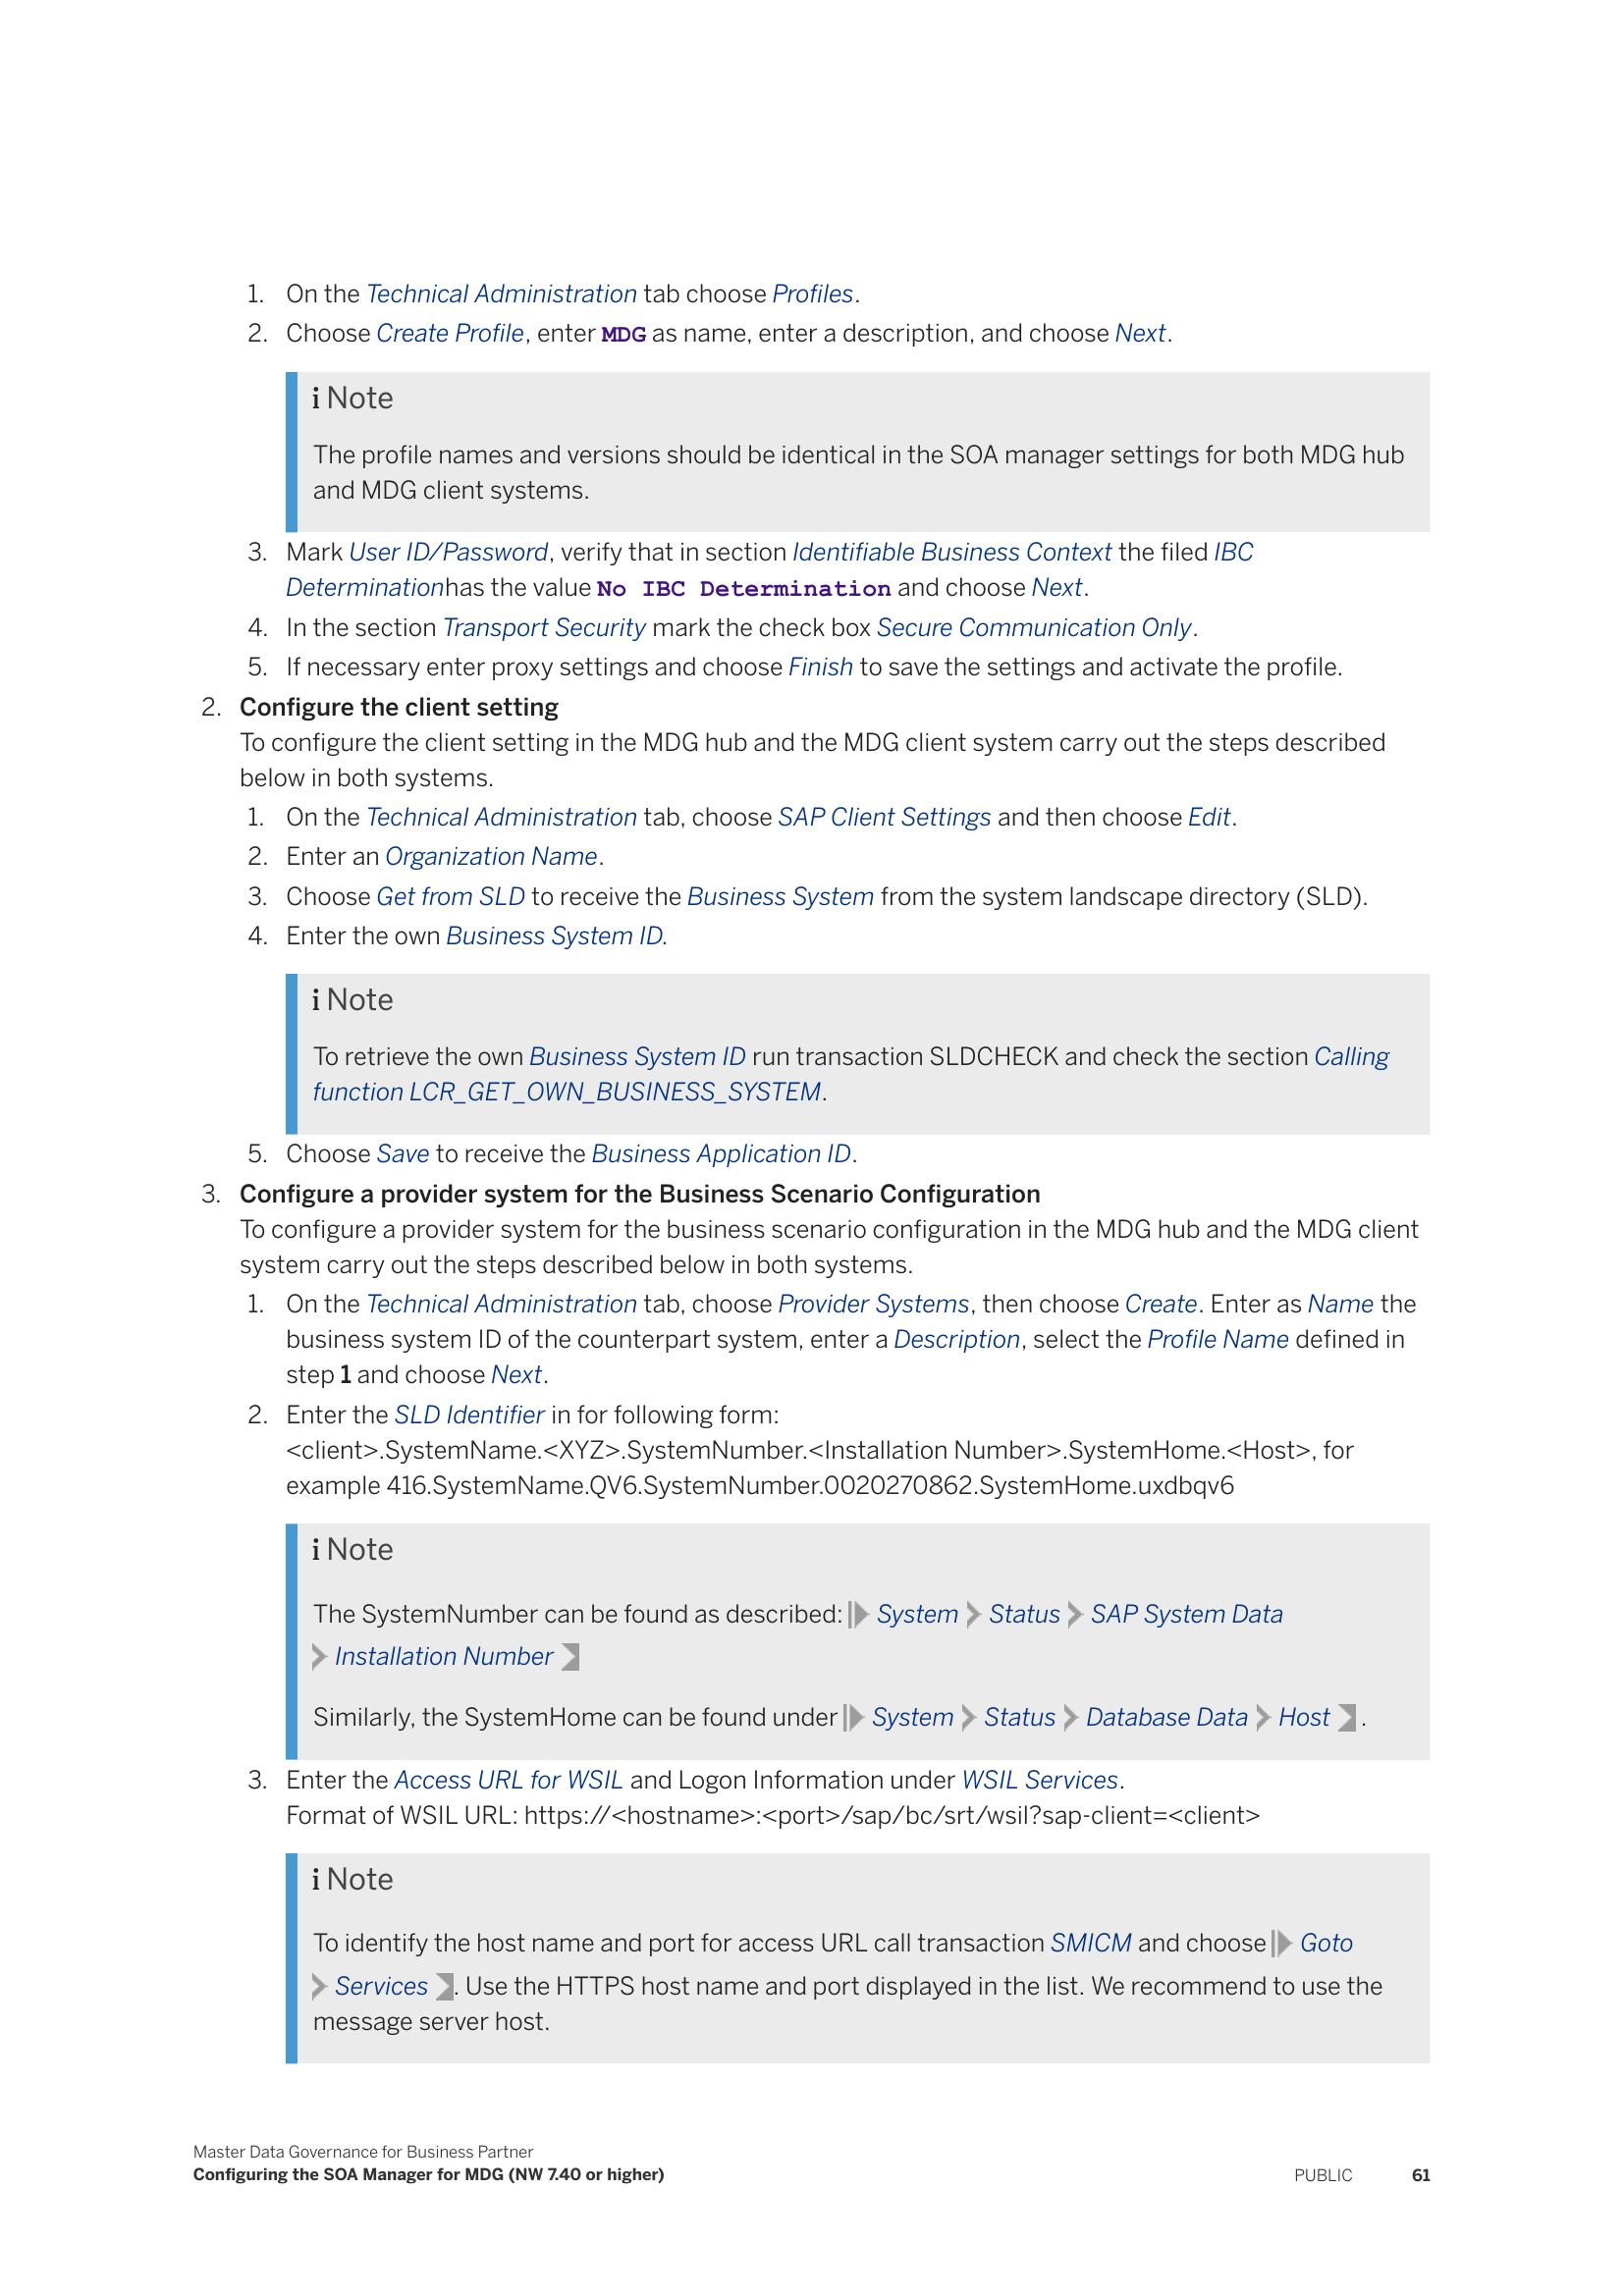 1. On the Technical Administration tab choose Profiles.
2. Choose Create Profile, enter MDG as name, enter a description, and choose Next.
i Note
The profile names and versions should be identical in the SOA manager settings for both MDG hub
and MDG client systems.
3. Mark User ID/Password, verify that in section Identifiable Business Context the filed IBC
Determinationhas the value No IBC Determination and choose Next.
4. In the section Transport Security mark the check box Secure Communication Only.
5. If necessary enter proxy settings and choose Finish to save the settings and activate the profile.
2. Configure the client setting
To configure the client setting in the MDG hub and the MDG client system carry out the steps described
below in both systems.
1. On the Technical Administration tab, choose SAP Client Settings and then choose Edit.
2. Enter an Organization Name.
3. Choose Get from SLD to receive the Business System from the system landscape directory (SLD).
4. Enter the own Business System ID.
i Note
To retrieve the own Business System ID run transaction SLDCHECK and check the section Calling
function LCR_GET_OWN_BUSINESS_SYSTEM.
5. Choose Save to receive the Business Application ID.
3. Configure a provider system for the Business Scenario Configuration
To configure a provider system for the business scenario configuration in the MDG hub and the MDG client
system carry out the steps described below in both systems.
1. On the Technical Administration tab, choose Provider Systems, then choose Create. Enter as Name the
business system ID of the counterpart system, enter a Description, select the Profile Name defined in
step 1 and choose Next.
2. Enter the SLD Identifier in for following form:
<client>.SystemName.<XYZ>.SystemNumber.<Installation Number>.SystemHome.<Host>, for
example 416.SystemName.QV6.SystemNumber.0020270862.SystemHome.uxdbqv6
i Note
The SystemNumber can be found as described: System Status SAP System Data
Installation Number
Similarly, the SystemHome can be found under System Status Database Data Host .
3. Enter the Access URL for WSIL and Logon Information under WSIL Services.
Format of WSIL URL: https://<hostname>:<port>/sap/bc/srt/wsil?sap-client=<client>
i Note
To identify the host name and port for access URL call transaction SMICM and choose Goto
Services . Use the HTTPS host name and port displayed in the list. We recommend to use the
message server host.
Master Data Governance for Business Partner
Configuring the SOA Manager for MDG (NW 7.40 or higher) PUBLIC 61